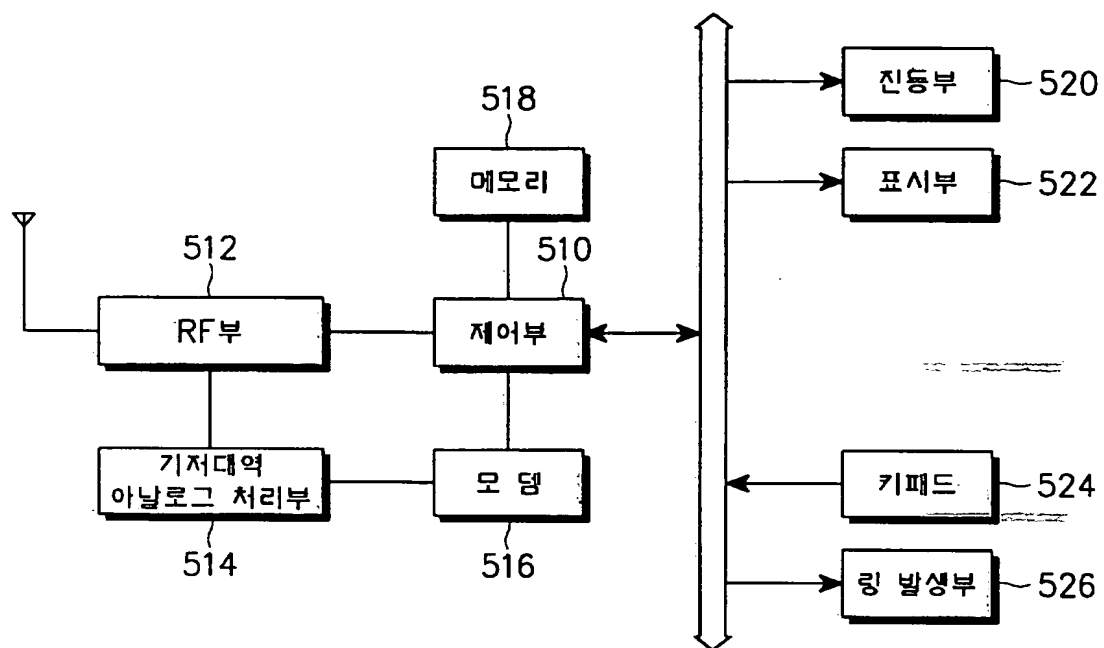 518
메모리
512
RF부
510
제어부
기저대역
아날로그 처리부
514
모 뎀
516
진동부
520
표시부
522
키패드
524
링 발생부
526